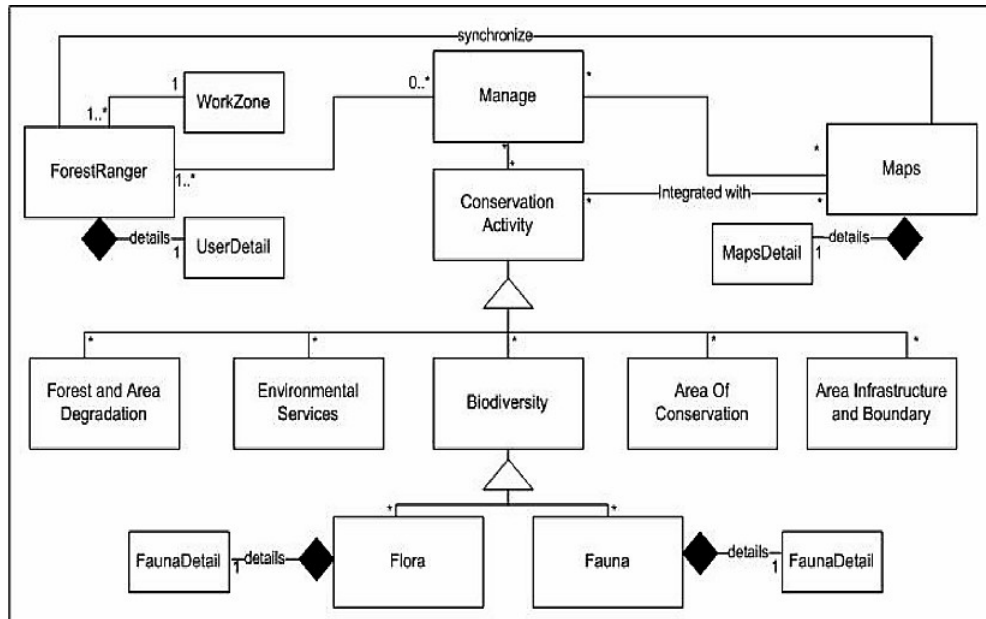 synchronize
1
WorkZone
1..*
ForestRanger
1..*
0..*
Manage
*
*
*
*
Maps
Conservation
Activity
*
Integrated with
*
details
1
UserDetail
MapsDetail
1
details
*
*
*
*
*
Forest and Area
Degradation
Environmental
Services
Biodiversity
Area Of
Conservation
Area Infrastructure
and Boundary
*
*
FaunaDetail
1
details
Flora
Fauna
details
1
FaunaDetail